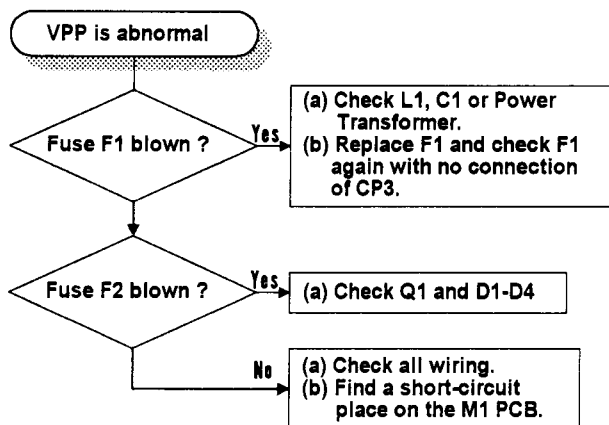 VPP is abnormal
Fuse F1 blown ?
Yes
(a) Check L1, C1 or Power
Transformer.
(b) Replace F1 and check F1
again with no connection
of CP3.
Fuse F2 blown ?
Yes
(a) Check Q1 and D1-D4
No
(a) Check all wiring.
(b) Find a short-circuit
place on the M1 PCB.